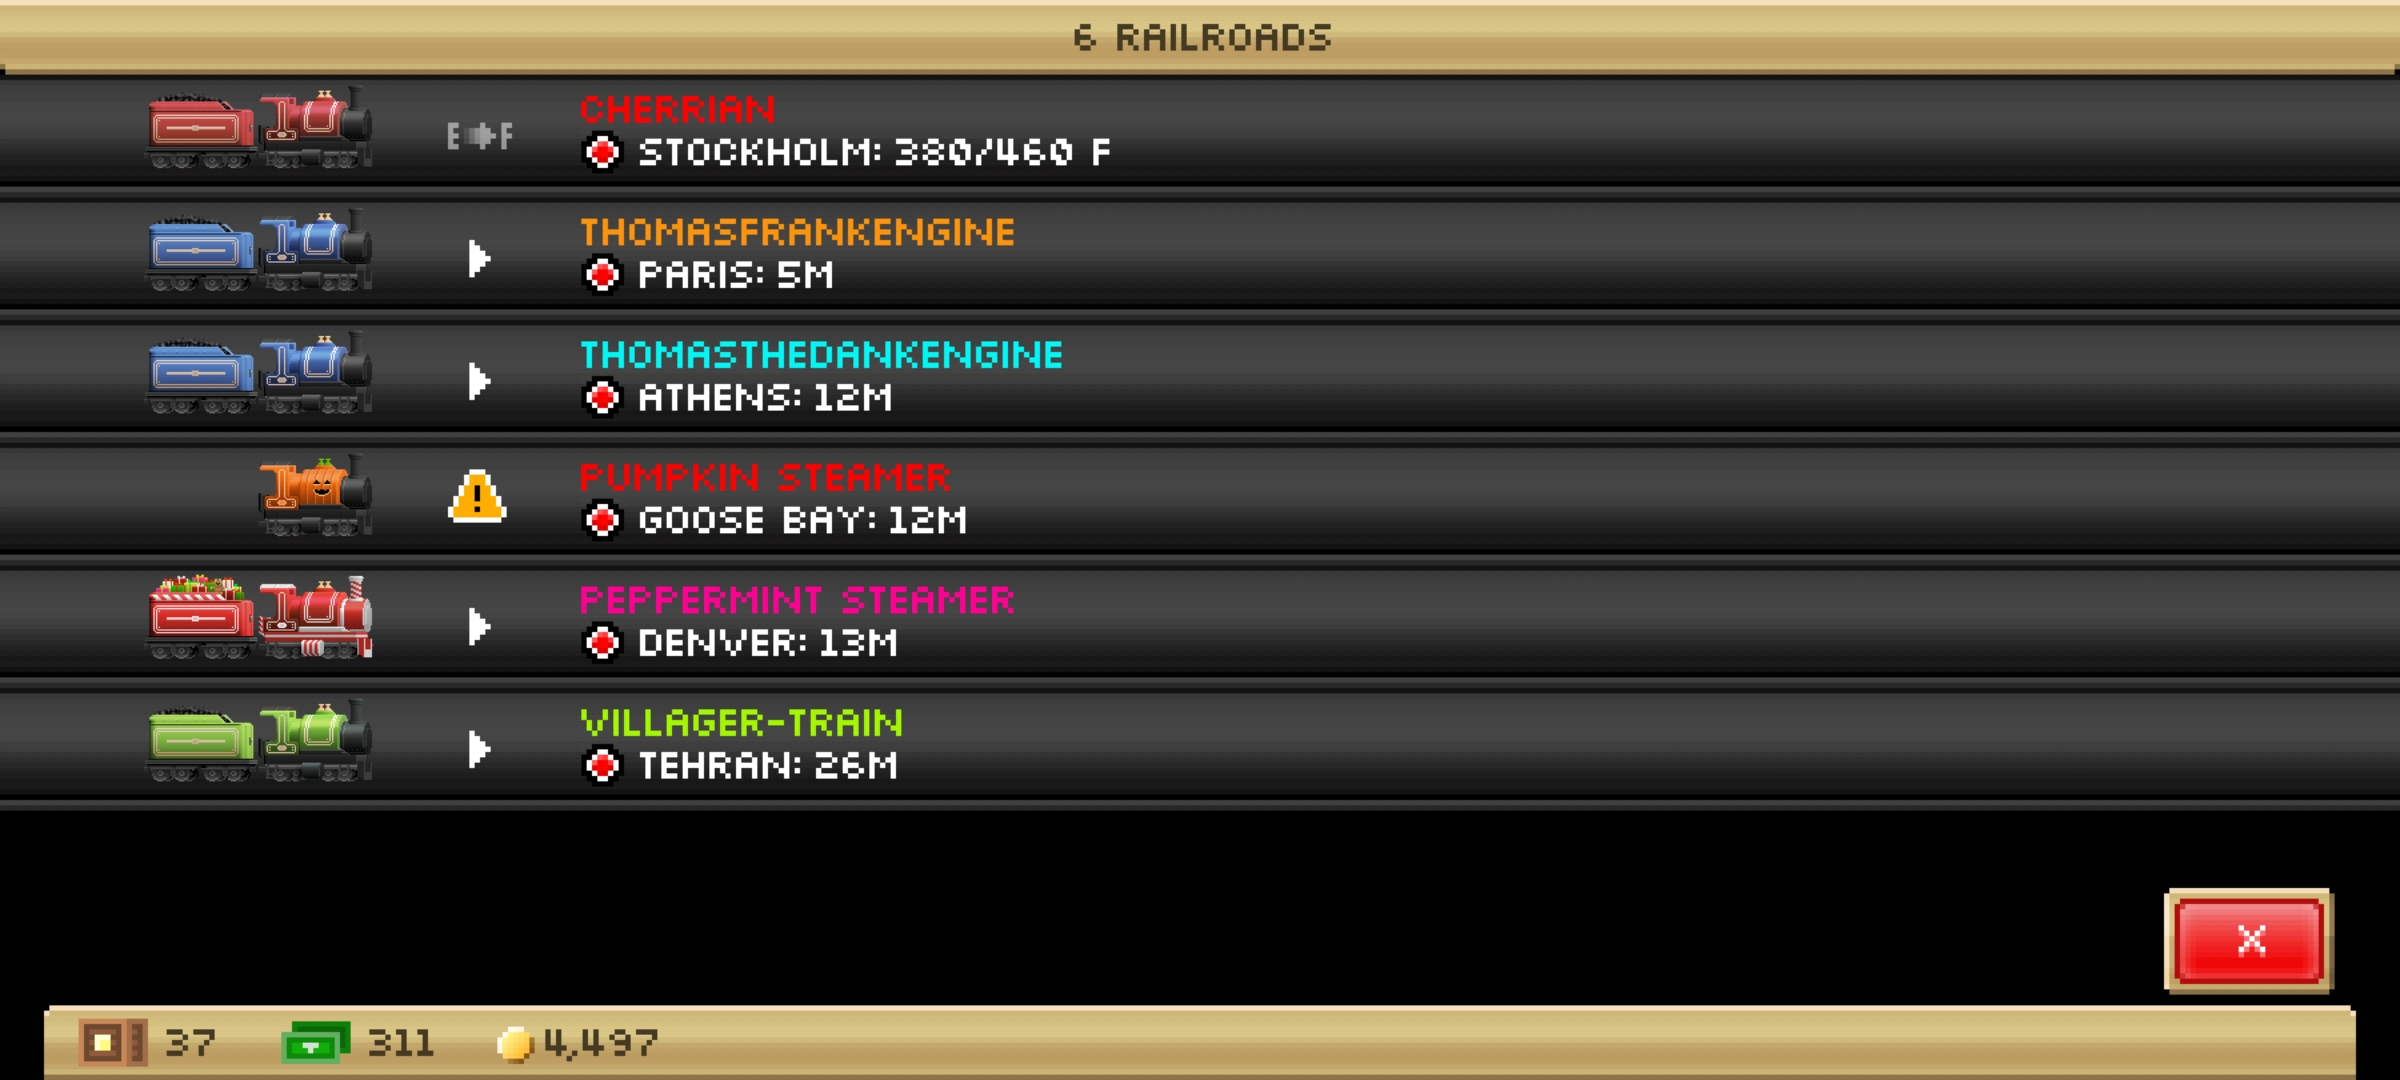 6 RAILROADS
CHERRIAN
E F
STOCKHOLM: 380/460 F
THOMASFRANKENGINE
PARIS: 5M
THOMASTHEDANKENGINE
ATHENS: 12M
PUMPKIN STEAMER
!
GOOSE BAY: 12M
PEPPERMINT STEAMER
DENVER: 13M
VILLAGER-TRAIN
TEHRAN: 26M
X
37 311 4,497